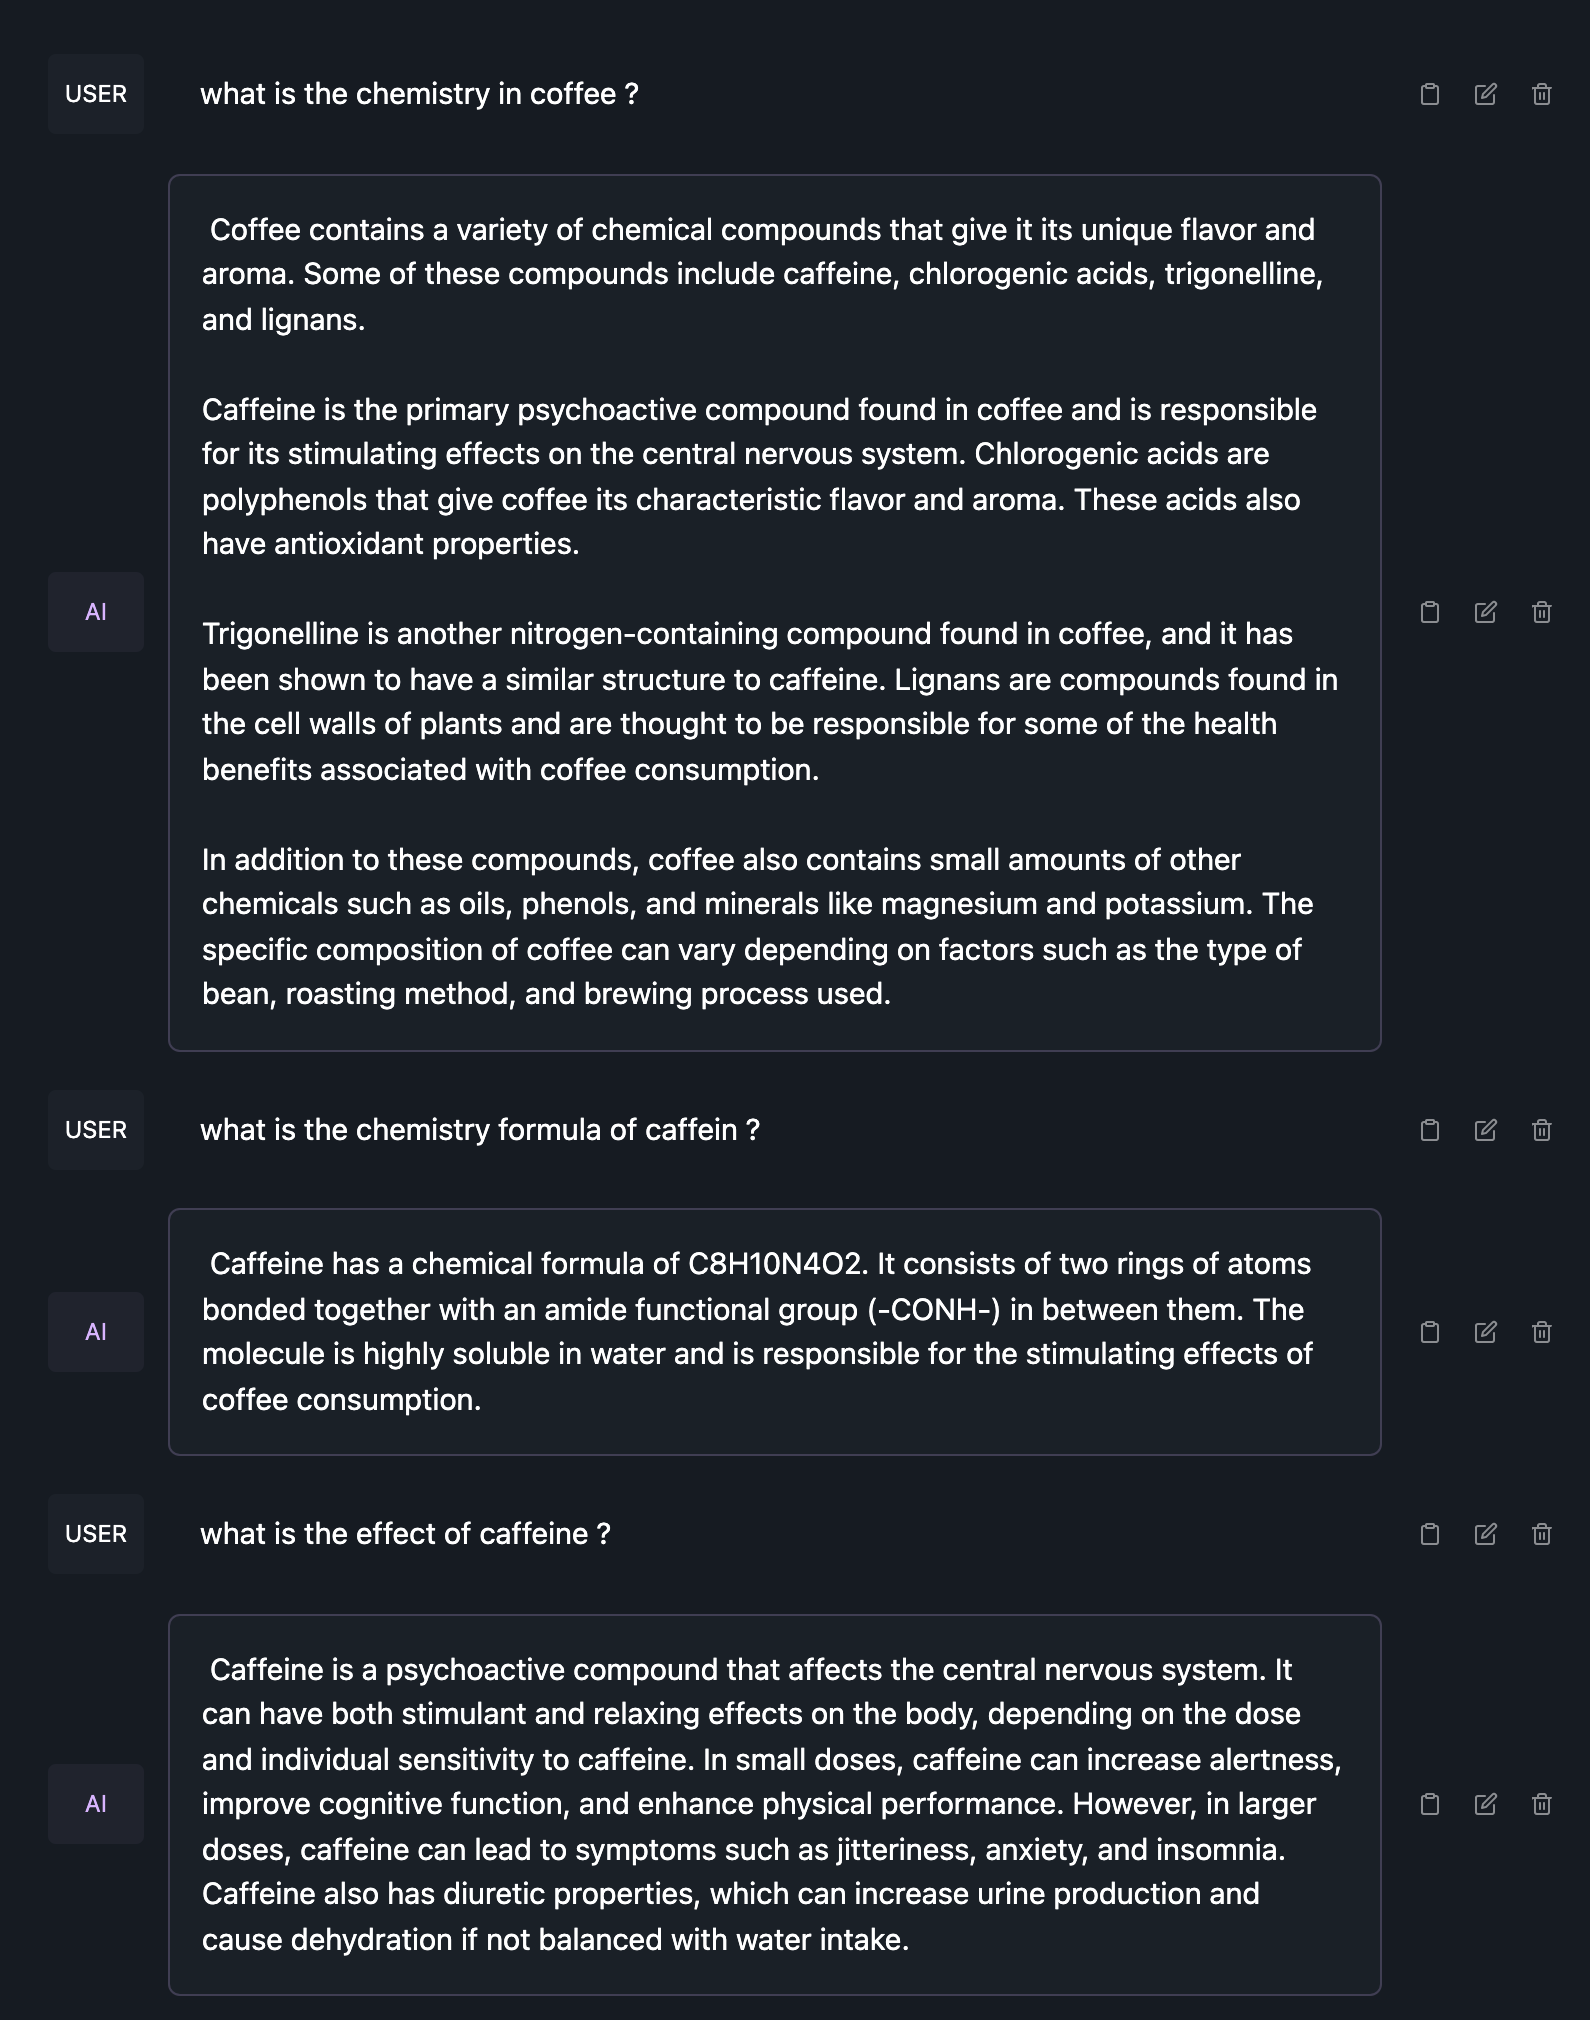 USER
what is the chemistry in coffee ?
Coffee contains a variety of chemical compounds that give it its unique flavor and
aroma. Some of these compounds include caffeine, chlorogenic acids, trigonelline,
and lignans.
Caffeine is the primary psychoactive compound found in coffee and is responsible
for its stimulating effects on the central nervous system. Chlorogenic acids are
polyphenols that give coffee its characteristic flavor and aroma. These acids also
have antioxidant properties.
AI
Trigonelline is another nitrogen-containing compound found in coffee, and it has
been shown to have a similar structure to caffeine. Lignans are compounds found in
the cell walls of plants and are thought to be responsible for some of the health
benefits associated with coffee consumption.
In addition to these compounds, coffee also contains small amounts of other
chemicals such as oils, phenols, and minerals like magnesium and potassium. The
specific composition of coffee can vary depending on factors such as the type of
bean, roasting method, and brewing process used.
USER
what is the chemistry formula of caffein ?
AI
Caffeine has a chemical formula of C8H10N4O2. It consists of two rings of atoms
bonded together with an amide functional group (-CONH-) in between them. The
molecule is highly soluble in water and is responsible for the stimulating effects of
coffee consumption.
USER
what is the effect of caffeine ?
AI
Caffeine is a psychoactive compound that affects the central nervous system. It
can have both stimulant and relaxing effects on the body, depending on the dose
and individual sensitivity to caffeine. In small doses, caffeine can increase alertness,
improve cognitive function, and enhance physical performance. However, in larger
doses, caffeine can lead to symptoms such as jitteriness, anxiety, and insomnia.
Caffeine also has diuretic properties, which can increase urine production and
cause dehydration if not balanced with water intake.